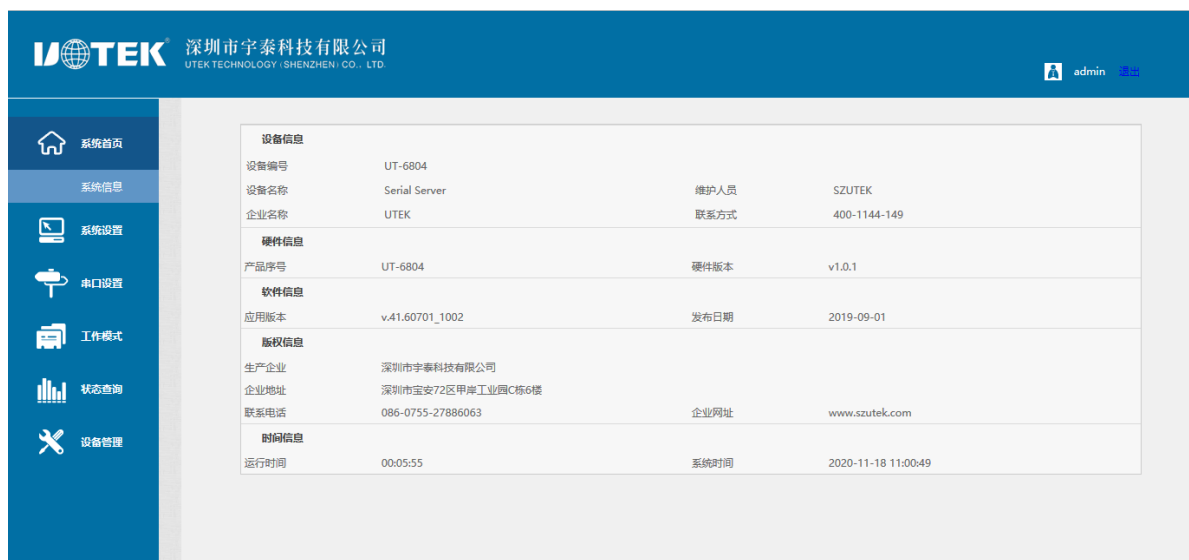 UOTEK® 深圳市宇泰科技有限公司
UTEK TECHNOLOGY (SHENZHEN) CO., LTD.
admin 退出
系统首页
系统信息
系统设置
串口设置
工作模式
状态查询
设备管理
设备信息
设备编号 UT-6804
设备名称 Serial Server 维护人员 SZUTEK
企业名称 UTEK 联系方式 400-1144-149
硬件信息
产品序号 UT-6804 硬件版本 v1.0.1
软件信息
应用版本 v.41.60701_1002 发布日期 2019-09-01
版权信息
生产企业 深圳市宇泰科技有限公司
企业地址 深圳市宝安72区甲岸工业园C栋6楼
联系电话 086-0755-27886063 企业网址 www.szutek.com
时间信息
运行时间 00:05:55 系统时间 2020-11-18 11:00:49